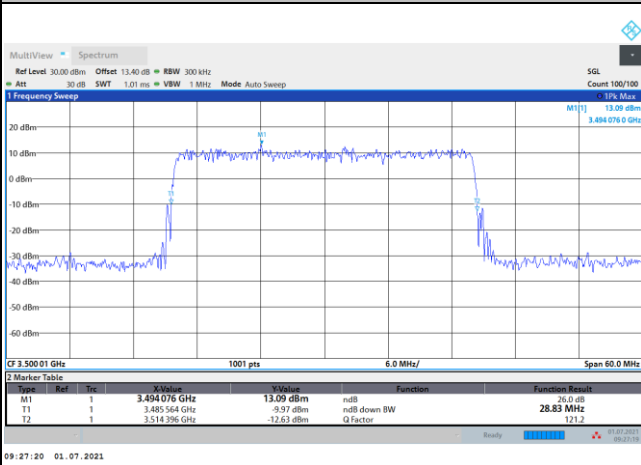 MultiView Spectrum
Ref Level 30.00 dBm Offset 13.40 dB RBW 300 kHz SGL
Att 30 dB SWT 1.01 ms VBW 1 MHz Mode Auto Sweep Count 100/100
1 Frequency Sweep 1Pk Max
M1[1] 13.09 dBm
3.494 076 0 GHz
20 dBm
M1
10 dBm
0 dBm
T1
T2
-10 dBm
-20 dBm
-30 dBm
-40 dBm
-50 dBm
-60 dBm
CF 3.500 01 GHz 1001 pts 6.0 MHz/ Span 60.0 MHz
2 Marker Table
Type Ref Trc X-Value Y-Value Function Function Result
M1 1 3.494 076 GHz 13.09 dBm ndB 26.0 dB
T1 1 3.485 564 GHz -9.97 dBm ndB down BW 28.83 MHz
T2 1 3.514 396 GHz -12.63 dBm Q Factor 121.2
Ready 01.07.2021
09:27:19
09:27:20 01.07.2021